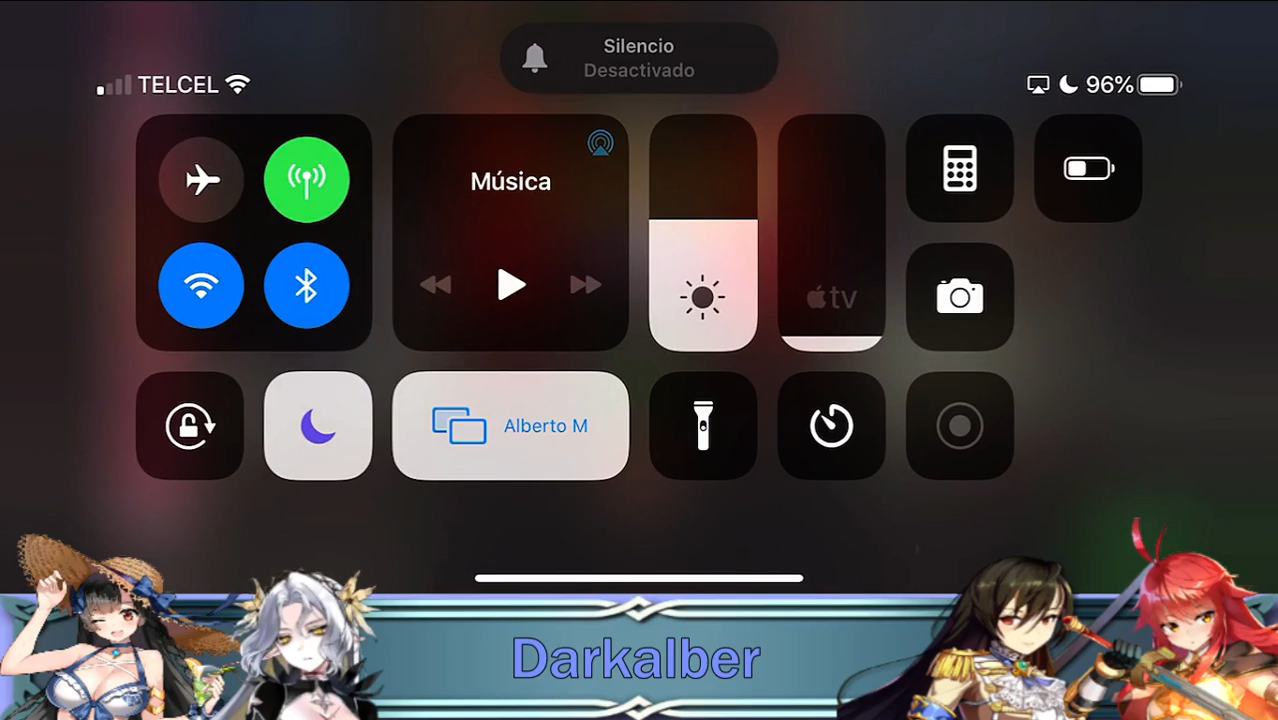 Silencio
Desactivado
TELCEL
96%
Música
tv
Alberto M
Darkalber